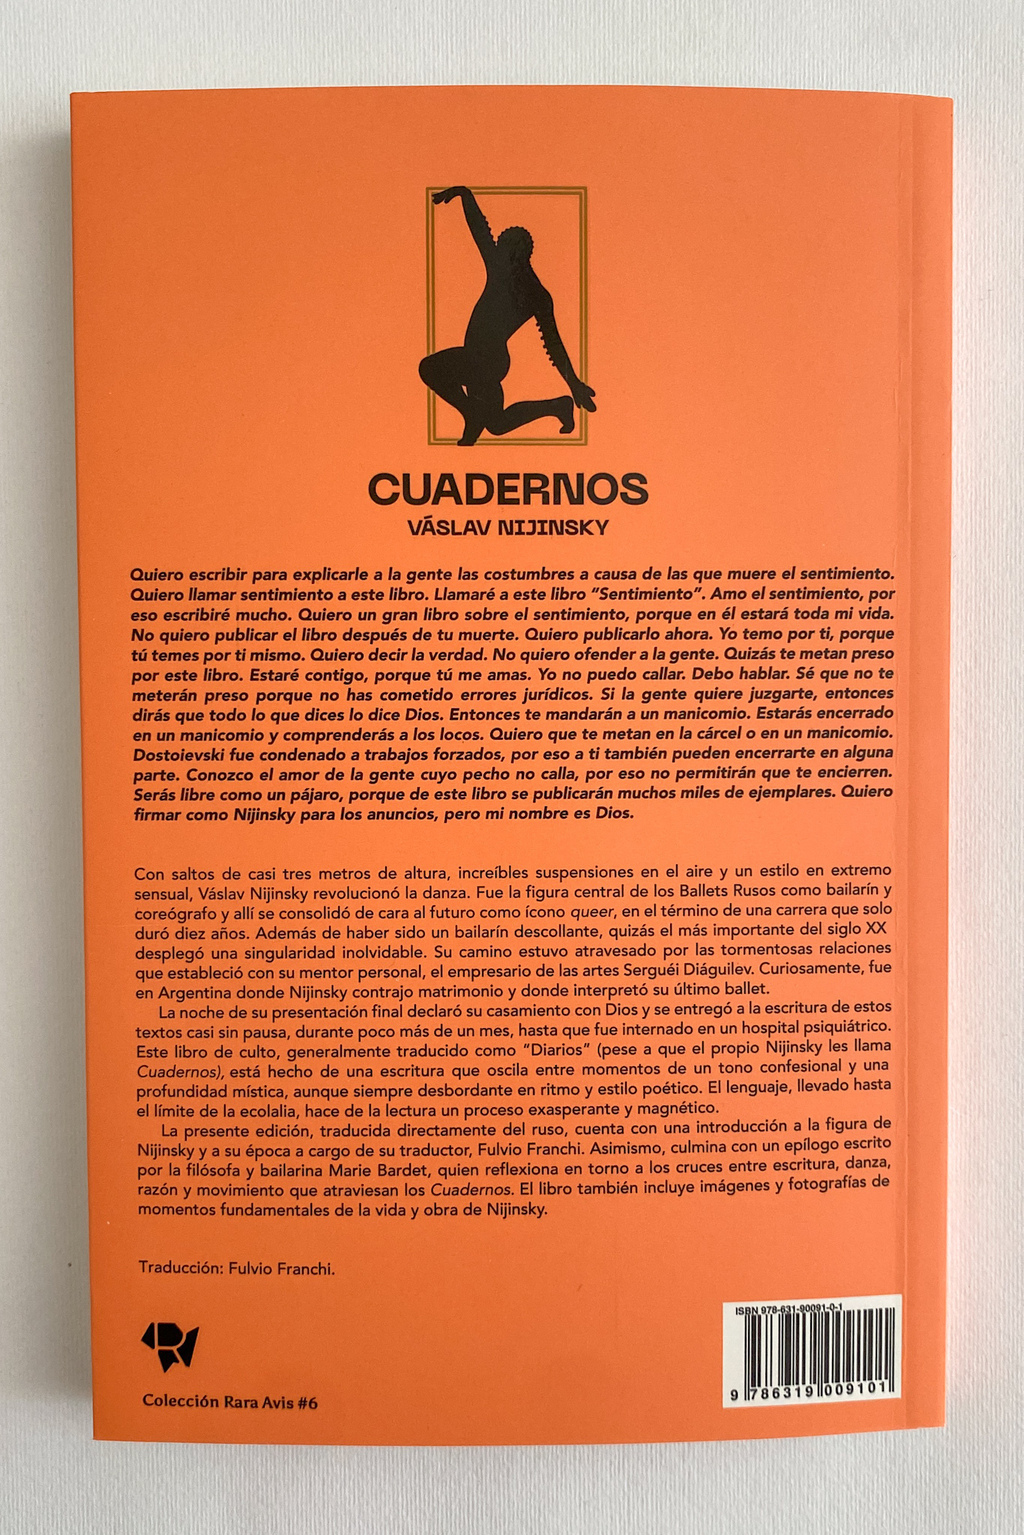 CUADERNOS
VÁSLAV NIJINSKY
Quiero escribir para explicarle a la gente las costumbres a causa de las que muere el sentimiento.
Quiero llamar sentimiento a este libro. Llamaré a este libro “Sentimiento”. Amo el sentimiento, por
eso escribiré mucho. Quiero un gran libro sobre el sentimiento, porque en él estará toda mi vida.
No quiero publicar el libro después de tu muerte. Quiero publicarlo ahora. Yo temo por ti, porque
tú temes por ti mismo. Quiero decir la verdad. No quiero ofender a la gente. Quizás te metan preso
por este libro. Estaré contigo, porque tú me amas. Yo no puedo callar. Debo hablar. Sé que no te
meterán preso porque no has cometido errores jurídicos. Si la gente quiere juzgarte, entonces
dirás que todo lo que dices lo dice Dios. Entonces te mandarán a un manicomio. Estarás encerrado
en un manicomio y comprenderás a los locos. Quiero que te metan en la cárcel o en un manicomio.
Dostoievski fue condenado a trabajos forzados, por eso a ti también pueden encerrarte en alguna
parte. Conozco el amor de la gente cuyo pecho no calla, por eso no permitirán que te encierren.
Serás libre como un pájaro, porque de este libro se publicarán muchos miles de ejemplares. Quiero
firmar como Nijinsky para los anuncios, pero mi nombre es Dios.
Con saltos de casi tres metros de altura, increíbles suspensiones en el aire y un estilo en extremo
sensual, Váslav Nijinsky revolucionó la danza. Fue la figura central de los Ballets Rusos como bailarín y
coreógrafo y allí se consolidó de cara al futuro como ícono queer, en el término de una carrera que solo
duró diez años. Además de haber sido un bailarín descollante, quizás el más importante del siglo XX
desplegó una singularidad inolvidable. Su camino estuvo atravesado por las tormentosas relaciones
que estableció con su mentor personal, el empresario de las artes Serguéi Diáguilev. Curiosamente, fue
en Argentina donde Nijinsky contrajo matrimonio y donde interpretó su último ballet.
La noche de su presentación final declaró su casamiento con Dios y se entregó a la escritura de estos
textos casi sin pausa, durante poco más de un mes, hasta que fue internado en un hospital psiquiátrico.
Este libro de culto, generalmente traducido como “Diarios” (pese a que el propio Nijinsky les llama
Cuadernos), está hecho de una escritura que oscila entre momentos de un tono confesional y una
profundidad mística, aunque siempre desbordante en ritmo y estilo poético. El lenguaje, llevado hasta
el límite de la ecolalia, hace de la lectura un proceso exasperante y magnético.
La presente edición, traducida directamente del ruso, cuenta con una introducción a la figura de
Nijinsky y a su época a cargo de su traductor, Fulvio Franchi. Asimismo, culmina con un epílogo escrito
por la filósofa y bailarina Marie Bardet, quien reflexiona en torno a los cruces entre escritura, danza,
razón y movimiento que atraviesan los Cuadernos. El libro también incluye imágenes y fotografías de
momentos fundamentales de la vida y obra de Nijinsky.
Traducción: Fulvio Franchi.
Colección Rara Avis #6
ISBN 978-631-90091-0-1
9 786319 009101